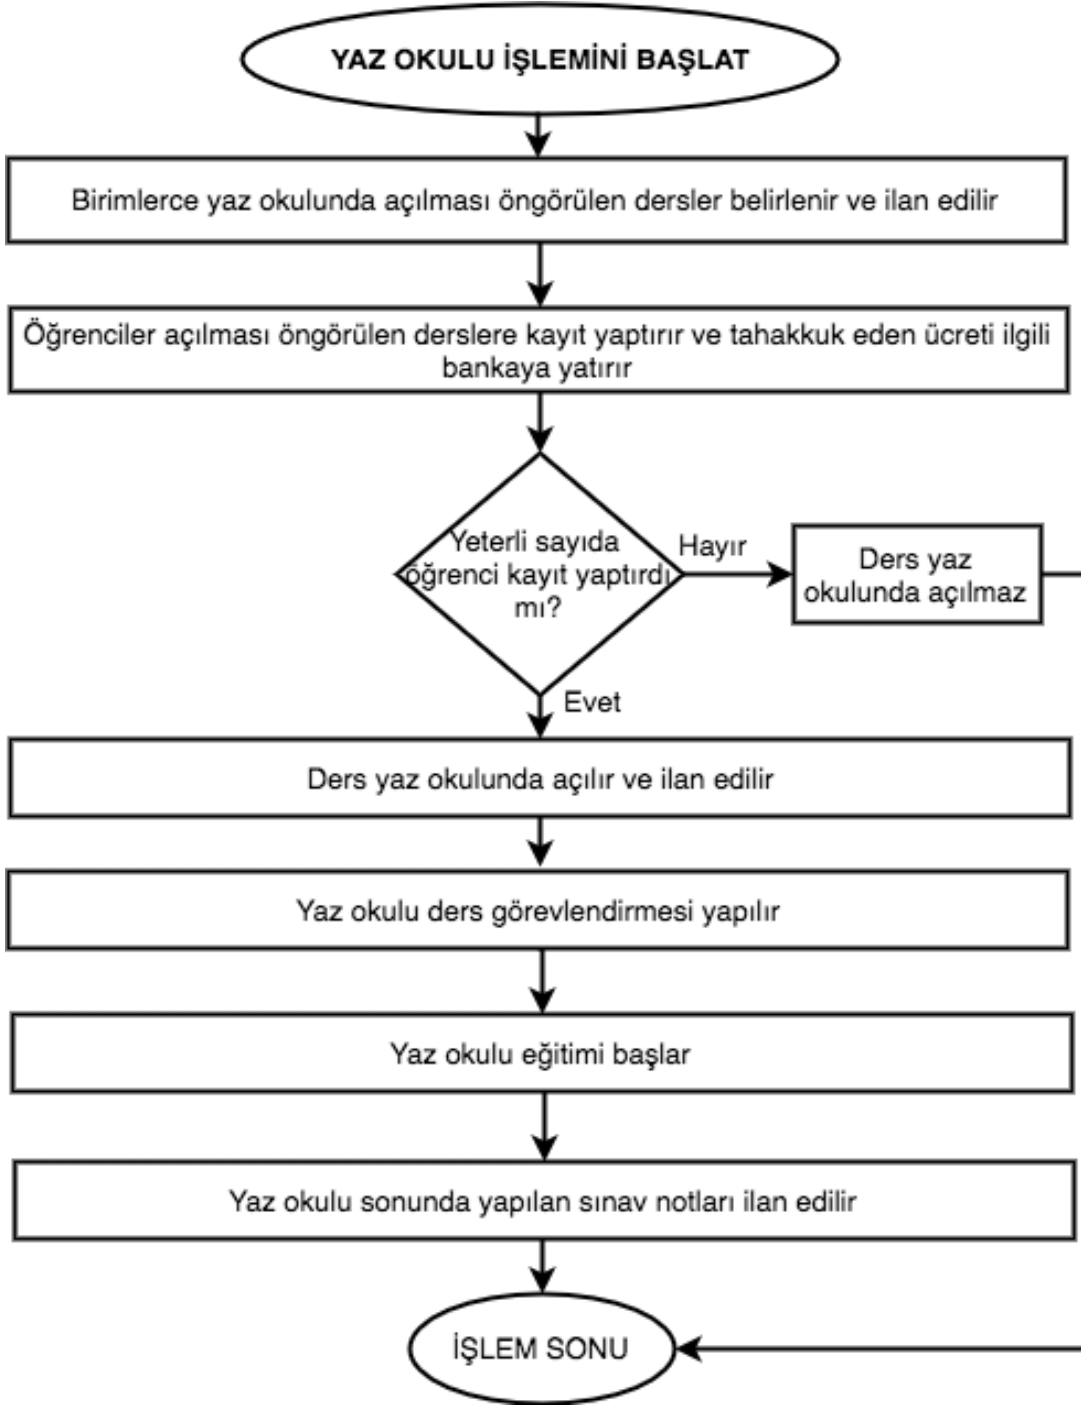 YAZ OKULU İŞLEMİNİ BAŞLAT
Birimlerce yaz okulunda açılması öngörülen dersler belirlenir ve ilan edilir
Öğrenciler açılması öngörülen derslere kayıt yaptırır ve tahakkuk eden ücreti ilgili
bankaya yatırır
Yeterli sayıda
öğrenci kayıt yaptırdı
mı?
Hayır
Ders yaz
okulunda açılmaz
Evet
Ders yaz okulunda açılır ve ilan edilir
Yaz okulu ders görevlendirmesi yapılır
Yaz okulu eğitimi başlar
Yaz okulu sonunda yapılan sınav notları ilan edilir
İŞLEM SONU